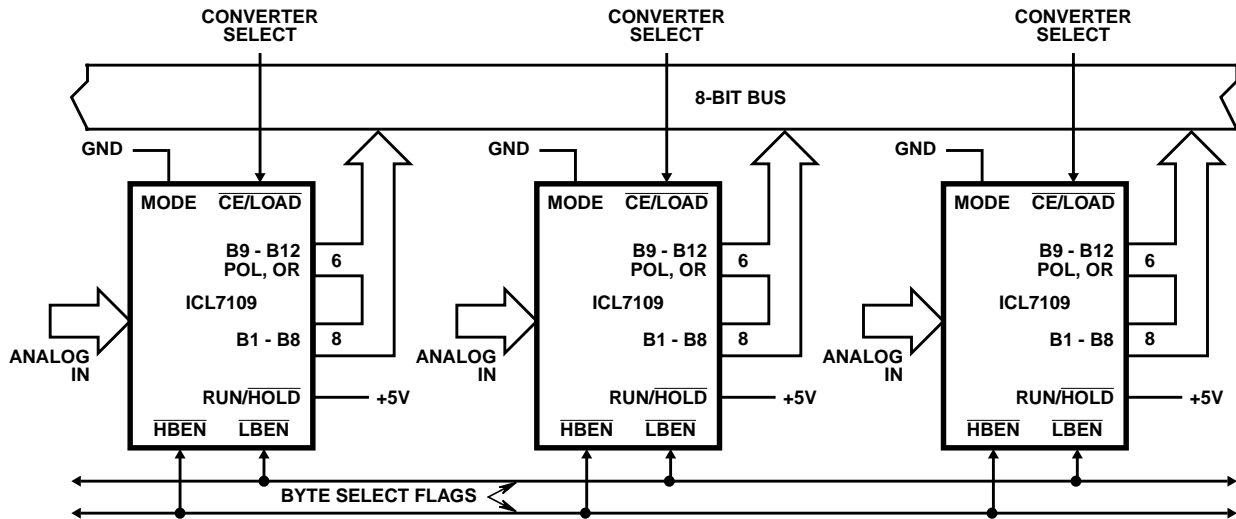 CONVERTER
SELECT
CONVERTER
SELECT
CONVERTER
SELECT
8-BIT BUS
GND
MODE CE/LOAD
B9 - B12
POL, OR
6
ICL7109
B1 - B8
8
ANALOG
IN
RUN/HOLD
+5V
HBEN LBEN
GND
MODE CE/LOAD
B9 - B12
POL, OR
6
ICL7109
B1 - B8
8
ANALOG
IN
RUN/HOLD
+5V
HBEN LBEN
GND
MODE CE/LOAD
B9 - B12
POL, OR
6
ICL7109
B1 - B8
8
ANALOG
IN
RUN/HOLD
+5V
HBEN LBEN
BYTE SELECT FLAGS